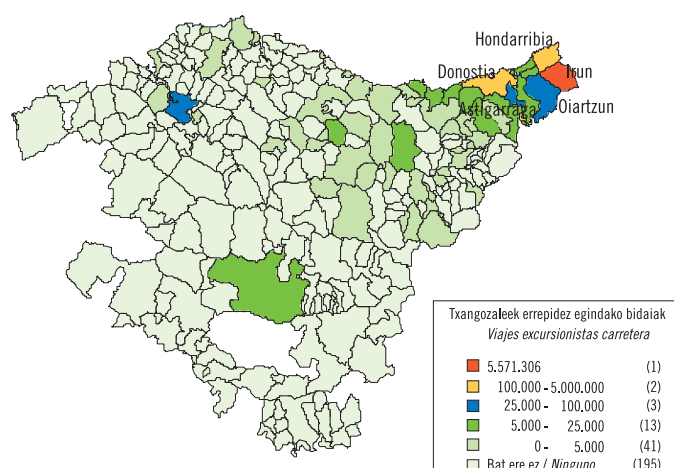 Hondarribia
Donostia
Irun
Astigarraga
Oiartzun
Txangozaleek errepidez egindako bidaiak
Viajes excursionistas carretera
5.571.306 (1)
100.000 - 5.000.000 (2)
25.000 - 100.000 (3)
5.000 - 25.000 (13)
0 - 5.000 (41)
Bat ere ez / Ninguno (195)